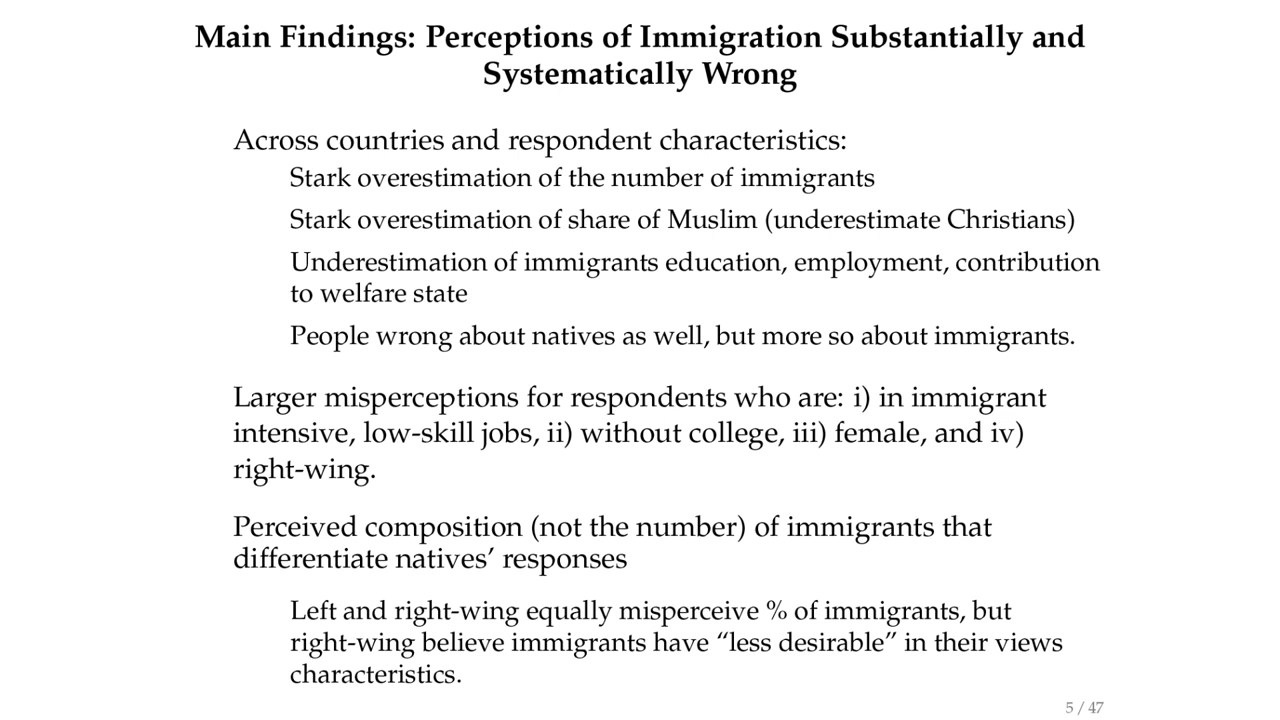 Main Findings: Perceptions of Immigration Substantially and
Systematically Wrong
Across countries and respondent characteristics:
Stark overestimation of the number of immigrants
Stark overestimation of share of Muslim (underestimate Christians)
Underestimation of immigrants education, employment, contribution
to welfare state
People wrong about natives as well, but more so about immigrants.
Larger misperceptions for respondents who are: i) in immigrant
intensive, low-skill jobs, ii) without college, iii) female, and iv)
right-wing.
Perceived composition (not the number) of immigrants that
differentiate natives’ responses
Left and right-wing equally misperceive % of immigrants, but
right-wing believe immigrants have “less desirable” in their views
characteristics.
5 / 47